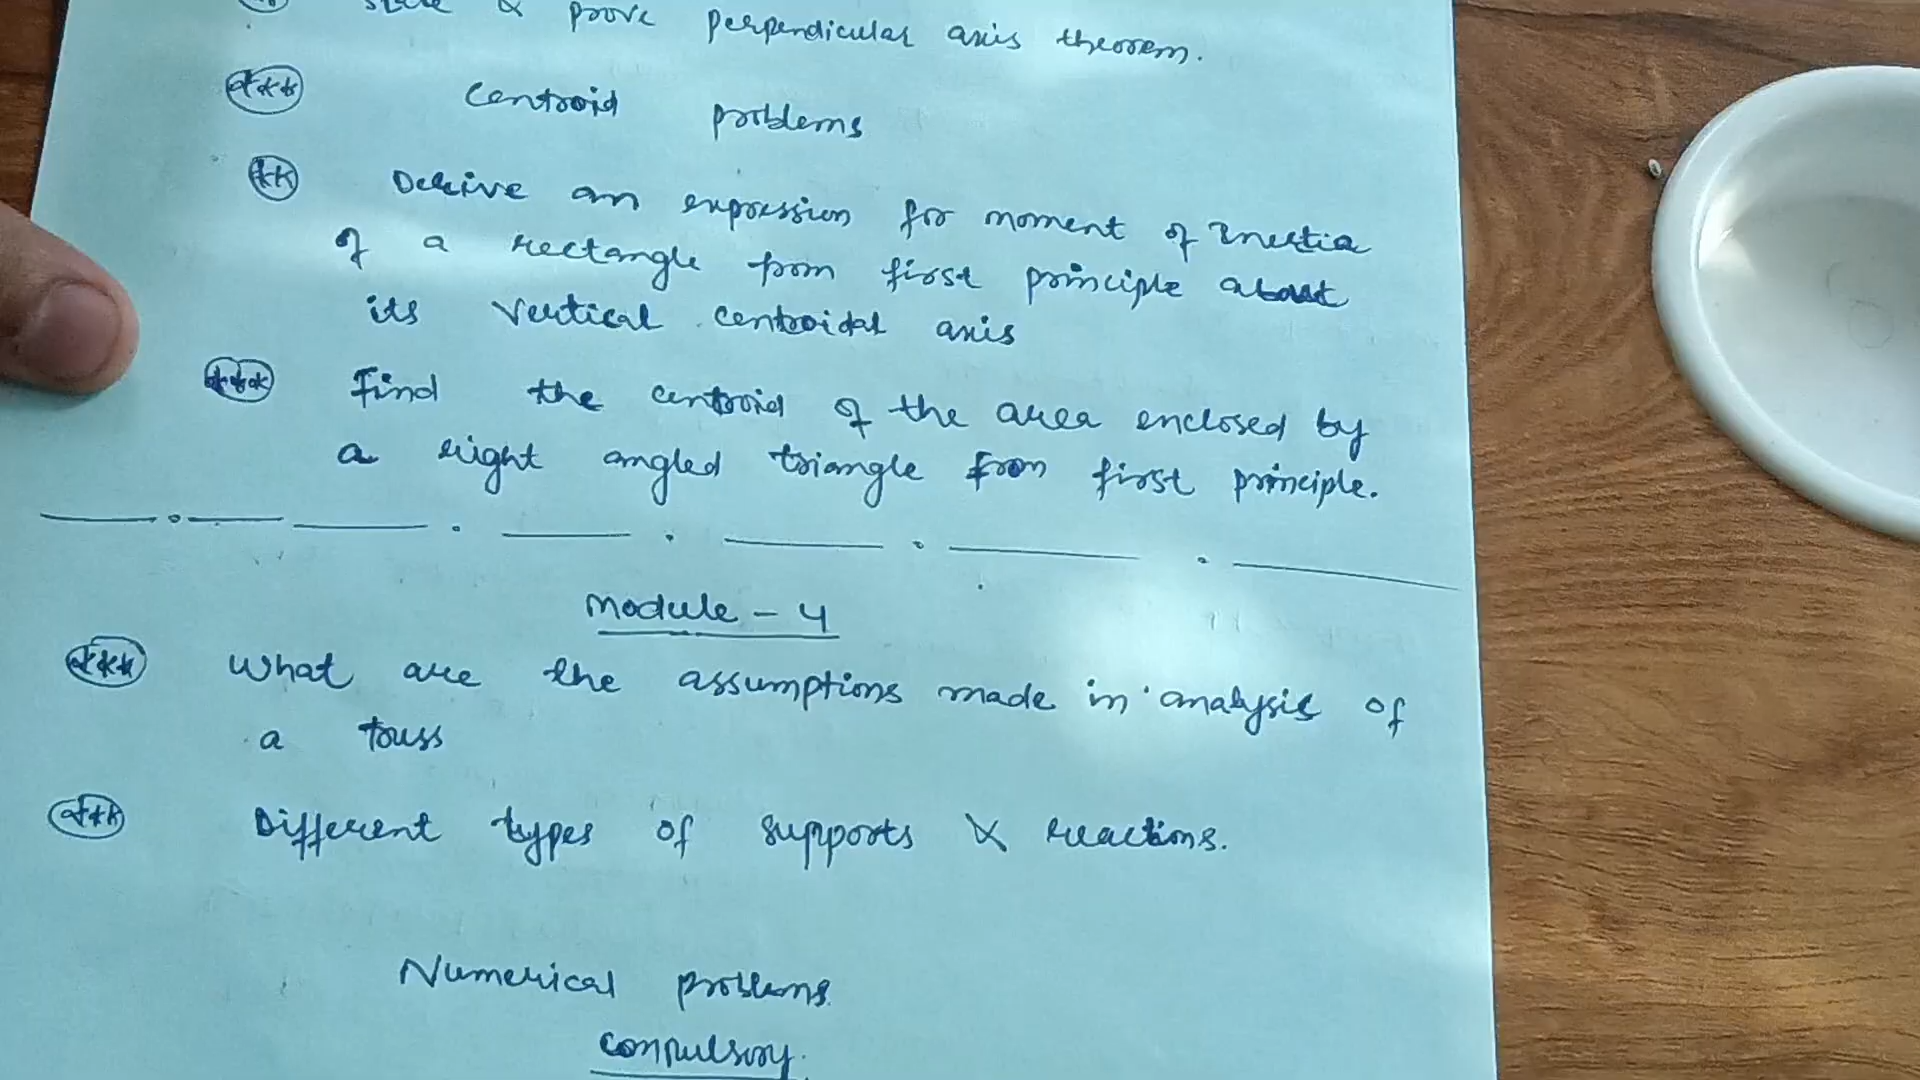 State & prove perpendicular axis theorem.
*** Centroid problems
** Derive an expression for moment of Inertia
of a rectangle from first principle about
its vertical centroidal axis
*** Find the centroid of the area enclosed by
a right angled triangle from first principle.
Module - 4
*** What are the assumptions made in analysis of
a truss
*** Different types of supports & reactions.
Numerical problems
compulsory.